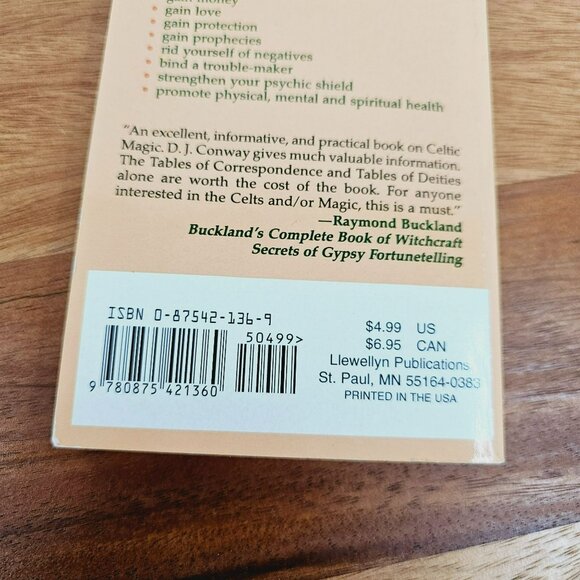 gain money
• gain love
• gain protection
• gain prophecies
• rid yourself of negatives
• bind a trouble-maker
• strengthen your psychic shield
• promote physical, mental and spiritual health
"An excellent, informative, and practical book on Celtic
Magic. D. J. Conway gives much valuable information.
The Tables of Correspondence and Tables of Deities
alone are worth the cost of the book. For anyone
interested in the Celts and/or Magic, this is a must."
—Raymond Buckland
Buckland's Complete Book of Witchcraft
Secrets of Gypsy Fortunetelling
ISBN 0-87542-136-9
50499>
9 780875 421360
$4.99 US
$6.95 CAN
Llewellyn Publications
St. Paul, MN 55164-0383
PRINTED IN THE USA